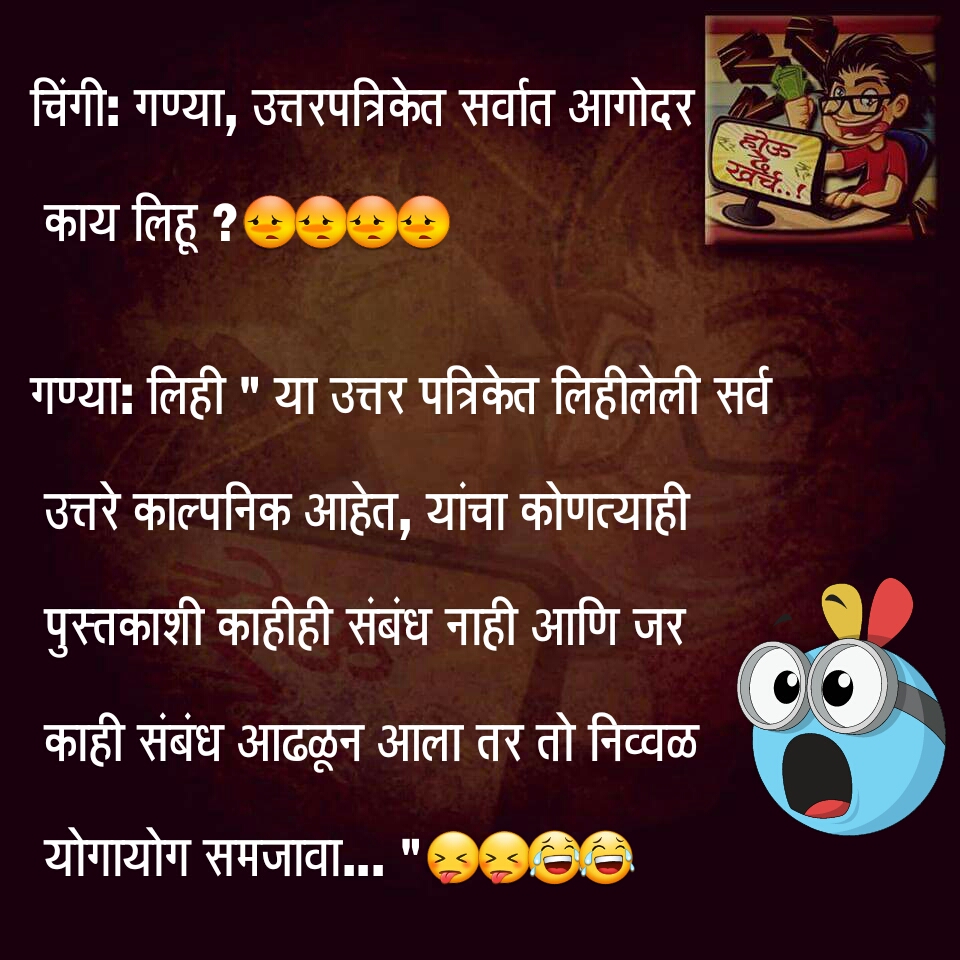 चिंगी: गण्या, उत्तरपत्रिकेत सर्वात आगोदर
काय लिहू ?😳😳😳😳
होऊ
दे
खर्च..!
गण्या: लिही " या उत्तर पत्रिकेत लिहीलेली सर्व
उत्तरे काल्पनिक आहेत, यांचा कोणत्याही
पुस्तकाशी काहीही संबंध नाही आणि जर
काही संबंध आढळून आला तर तो निव्वळ
योगायोग समजावा... "😝😝😂😂